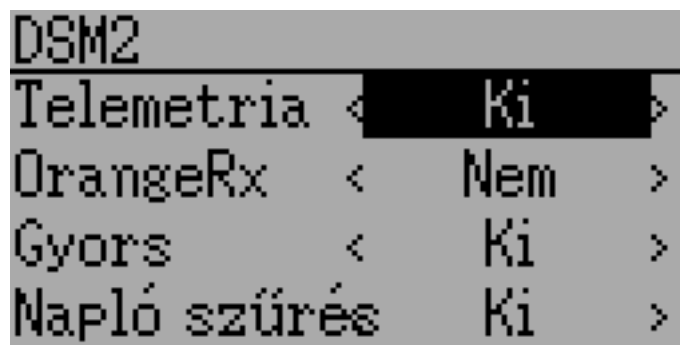 DSM2
Telemetria < Ki >
OrangeRx < Nem >
Gyors < Ki >
Napló szűrés Ki >